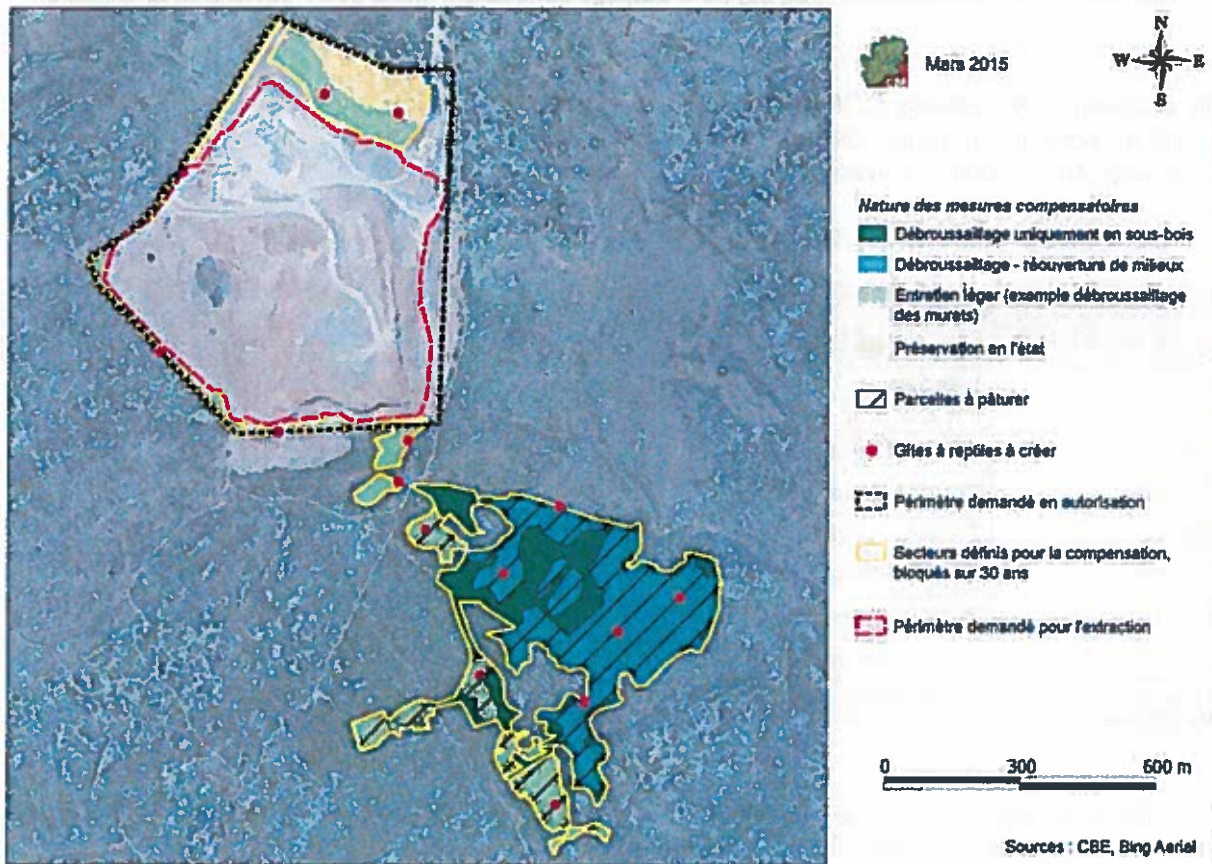 N
Mars 2015
W E
S
Nature des mesures compensatoires
Débroussaillage uniquement en sous-bois
Débroussaillage - réouverture de milieux
Entretien léger (exemple débroussaillage
des murets)
Préservation en l'état
Parcelles à pâturer
Gîtes à reptiles à créer
Périmètre demandé en autorisation
Secteurs définis pour la compensation,
bloqués sur 30 ans
Périmètre demandé pour l'extraction
0 300 600 m
Sources : CBE, Bing Aerial